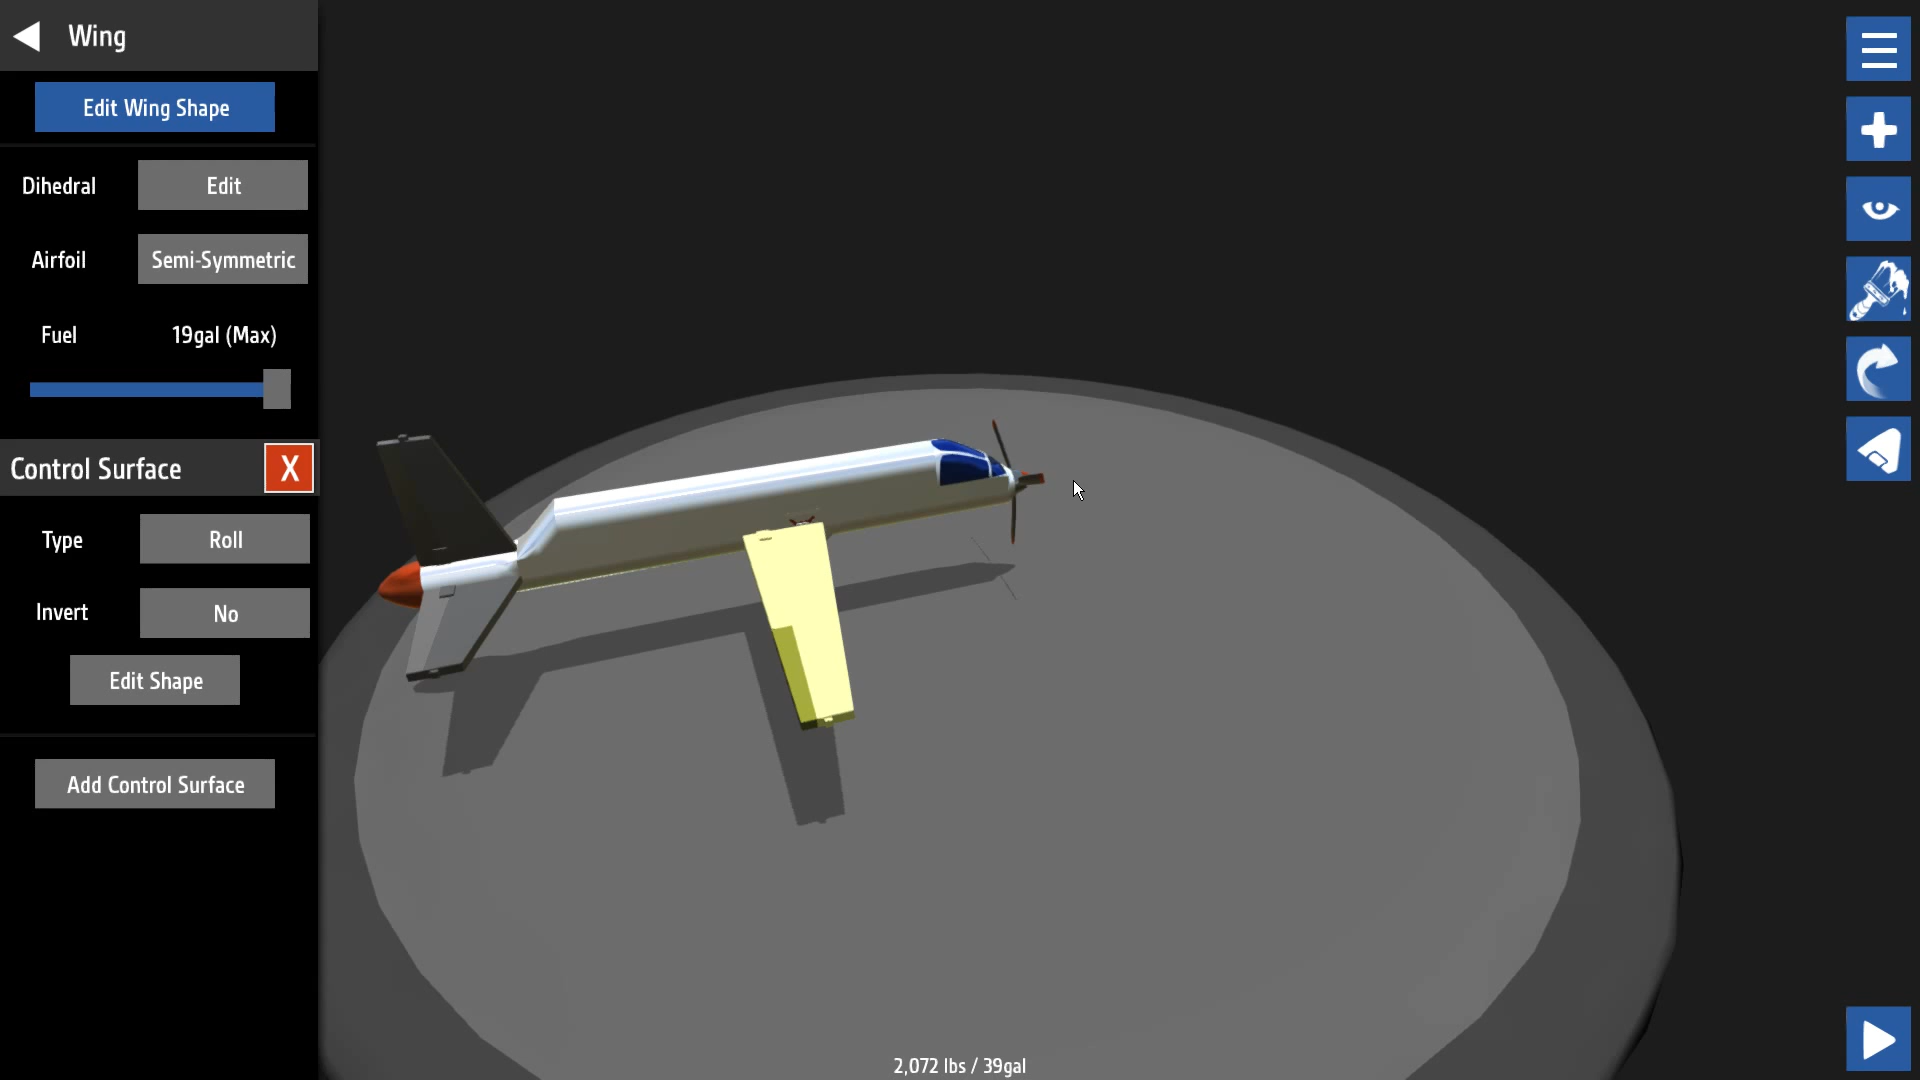 Wing
Edit Wing Shape
Dihedral Edit
Airfoil Semi-Symmetric
Fuel 19gal (Max)
Control Surface X
Type Roll
Invert No
Edit Shape
Add Control Surface
2,072 lbs / 39gal